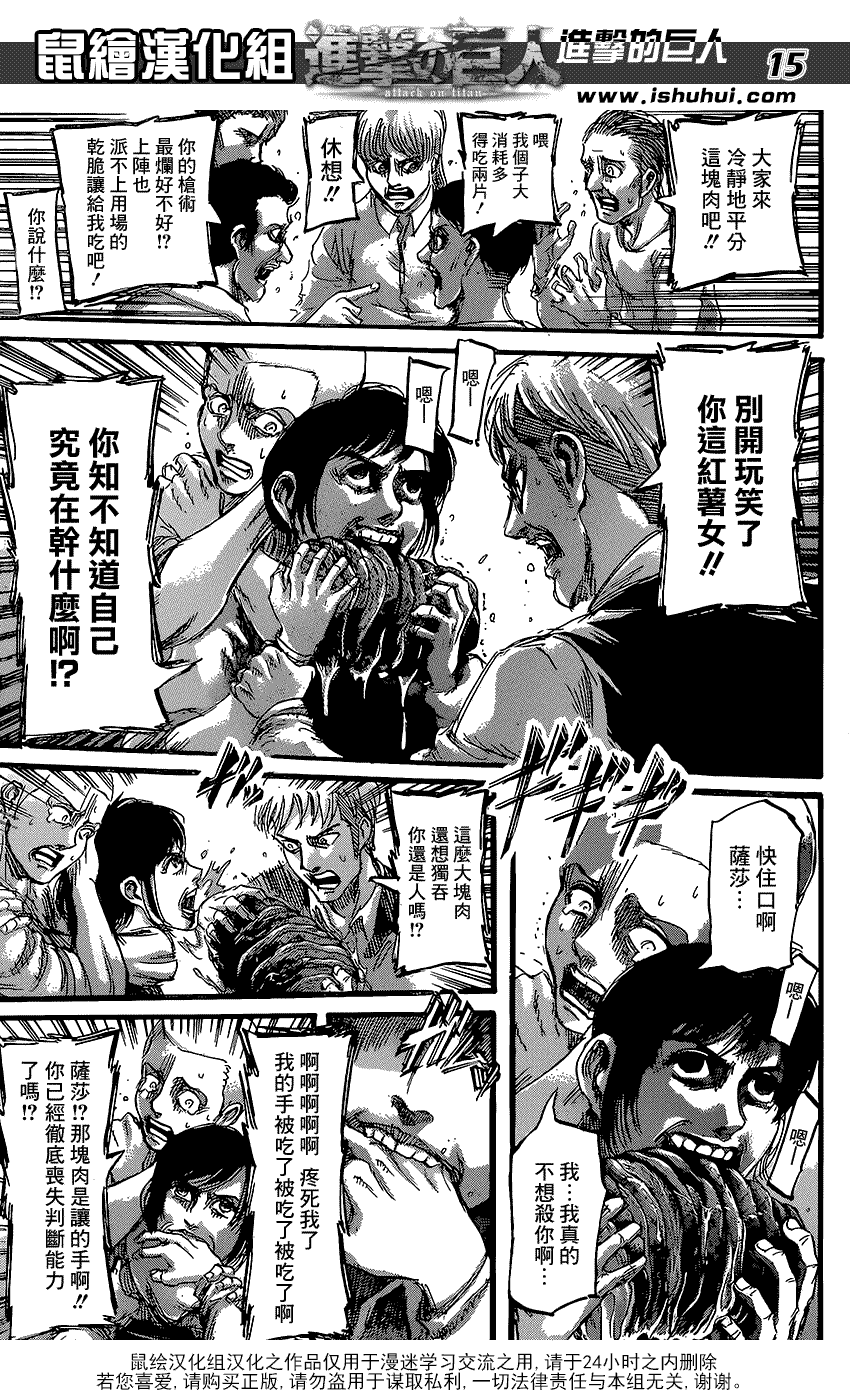 鼠繪漢化組
進撃の巨人
attack on titan
進擊的巨人
15
www.ishuhui.com
大家來
冷靜地平分
這塊肉吧!!
喂
我個子大
消耗多
得吃兩片!
休想!!
你的槍術
最爛好不好!?
上陣也
派不上用場的
乾脆讓給我吃吧!
你說什麼!?
別開玩笑了
你這紅薯女!!
嗯—
嗯—
你知不知道自己
究竟在幹什麼啊!?
快住口啊
薩莎…
嗯—
嗯—
我…我真的
不想殺你啊…
這麼大塊肉
還想獨吞
你還是人嗎!?
啊
啊啊啊啊啊 疼死我了
我的手被吃了被吃了被吃了啊
薩莎!?那塊肉是讓的手啊!!
你已經徹底喪失判斷能力
了嗎!?
鼠绘汉化组汉化之作品仅用于漫迷学习交流之用, 请于24小时之内删除
若您喜爱, 请购买正版, 请勿盗用于谋取私利, 一切法律责任与本组无关, 谢谢。